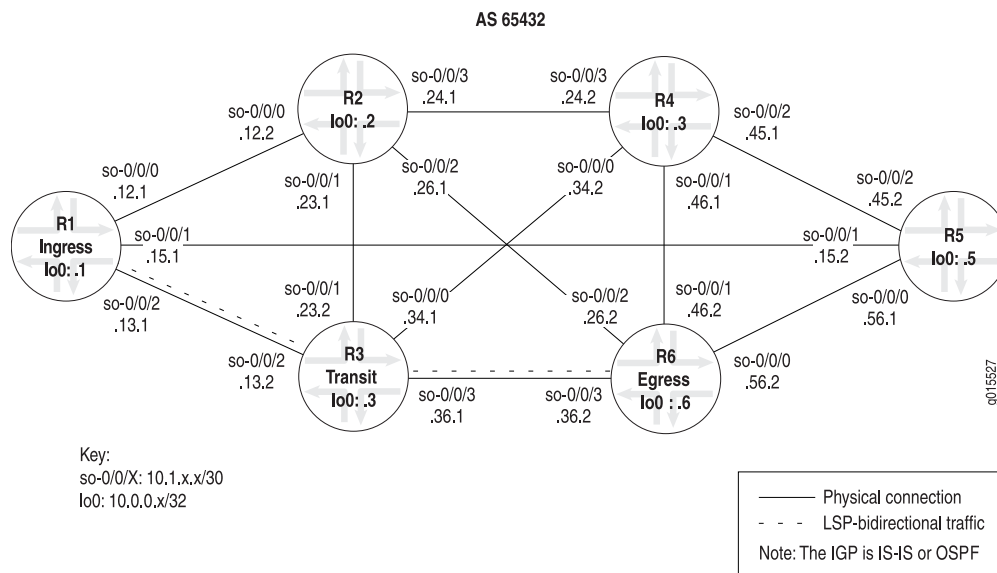 AS 65432
so-0/0/3
.24.1
so-0/0/3
.24.2
R2
lo0: .2
R4
lo0: .3
so-0/0/0
.12.2
so-0/0/2
.45.1
so-0/0/2
.26.1
so-0/0/0
.34.2
so-0/0/0
.12.1
so-0/0/1
.23.1
so-0/0/1
.46.1
so-0/0/2
.45.2
R1
Ingress
lo0: .1
so-0/0/1
.15.1
so-0/0/1
.15.2
R5
lo0: .5
so-0/0/2
.13.1
so-0/0/1
.23.2
so-0/0/0
.34.1
so-0/0/2
.26.2
so-0/0/1
.46.2
so-0/0/0
.56.1
so-0/0/2
.13.2
R3
Transit
lo0: .3
R6
Egress
lo0 : .6
so-0/0/0
.56.2
so-0/0/3
.36.1
so-0/0/3
.36.2
g015527
Key:
so-0/0/X: 10.1.x.x/30
lo0: 10.0.0.x/32
Physical connection
LSP-bidirectional traffic
Note: The IGP is IS-IS or OSPF